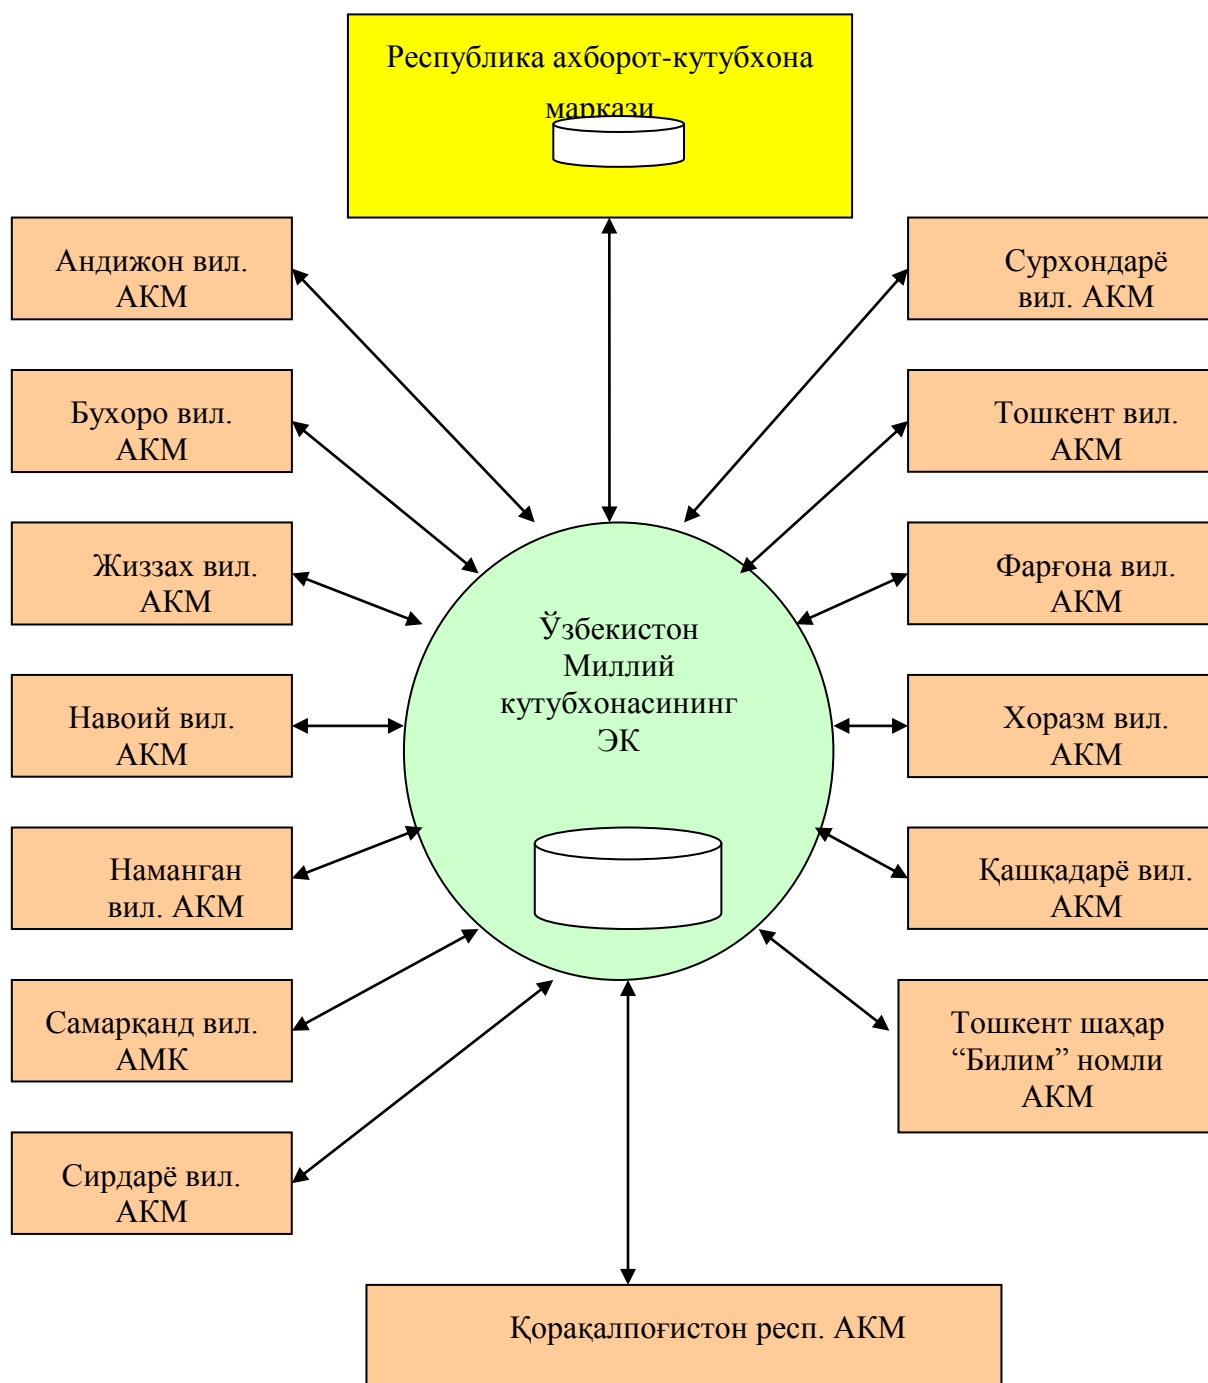 Республика ахборот-кутубхона
маркази
Андижон вил.
АКМ
Сурхондарё
вил. АКМ
Бухоро вил.
АКМ
Тошкент вил.
АКМ
Жиззах вил.
АКМ
Фарғона вил.
АКМ
Ўзбекистон
Миллий
кутубхонасининг
ЭК
Навоий вил.
АКМ
Хоразм вил.
АКМ
Наманган
вил. АКМ
Қашқадарё вил.
АКМ
Самарқанд вил.
АМК
Тошкент шаҳар
“Билим” номли
АКМ
Сирдарё вил.
АКМ
Қорақалпоғистон респ. АКМ